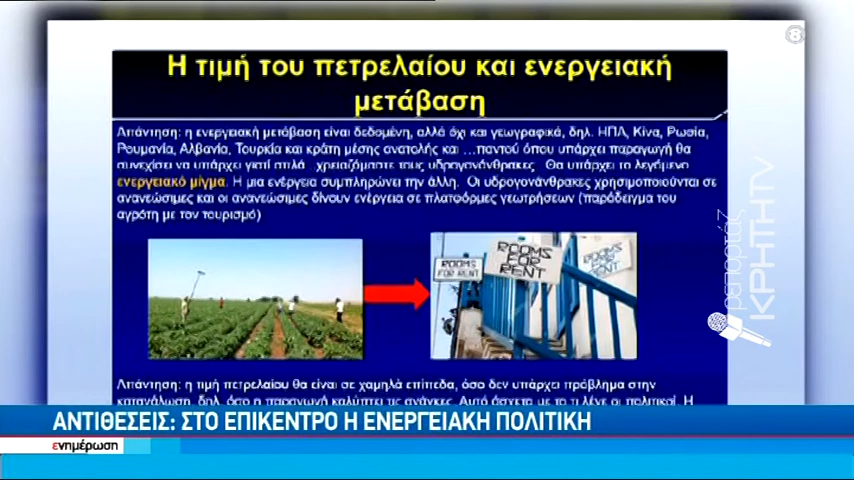 8
Η τιμή του πετρελαίου και ενεργειακή
μετάβαση
Απάντηση: η ενεργειακή μετάβαση είναι δεδομένη, αλλά όχι και γεωγραφικά, δηλ. ΗΠΑ, Κίνα, Ρωσία,
Ρουμανία, Αλβανία, Τουρκία και κράτη μέσης ανατολής και …παντού όπου υπάρχει παραγωγή θα
συνεχίσει να υπάρχει γιατί απλά χρειαζόμαστε τους υδρογονάνθρακες. Θα υπάρχει το λεγόμενο
ενεργειακό μίγμα. Η μια ενέργεια συμπληρώνει την άλλη. Οι υδρογονάνθρακες χρησιμοποιούνται σε
ανανεώσιμες και οι ανανεώσιμες δίνουν ενέργεια σε πλατφόρμες γεωτρήσεων (παράδειγμα του
αγρότη με τον τουρισμό)
ROOMS
FOR RENT
ROOMS
FOR
RENT
ROOMS
FOR
RENT
ρεπορτάζ
ΚΡΗΤΗTV
Απάντηση: η τιμή πετρελαίου θα είναι σε χαμηλά επίπεδα, όσο δεν υπάρχει πρόβλημα στην
κατανάλωση, δηλ. όσο η παραγωγή καλύπτει τις ανάγκες. Αυτό άσχετα με το τι λένε οι πολιτικοί. Η
ΑΝΤΙΘΕΣΕΙΣ: ΣΤΟ ΕΠΙΚΕΝΤΡΟ Η ΕΝΕΡΓΕΙΑΚΗ ΠΟΛΙΤΙΚΗ
ενημέρωση